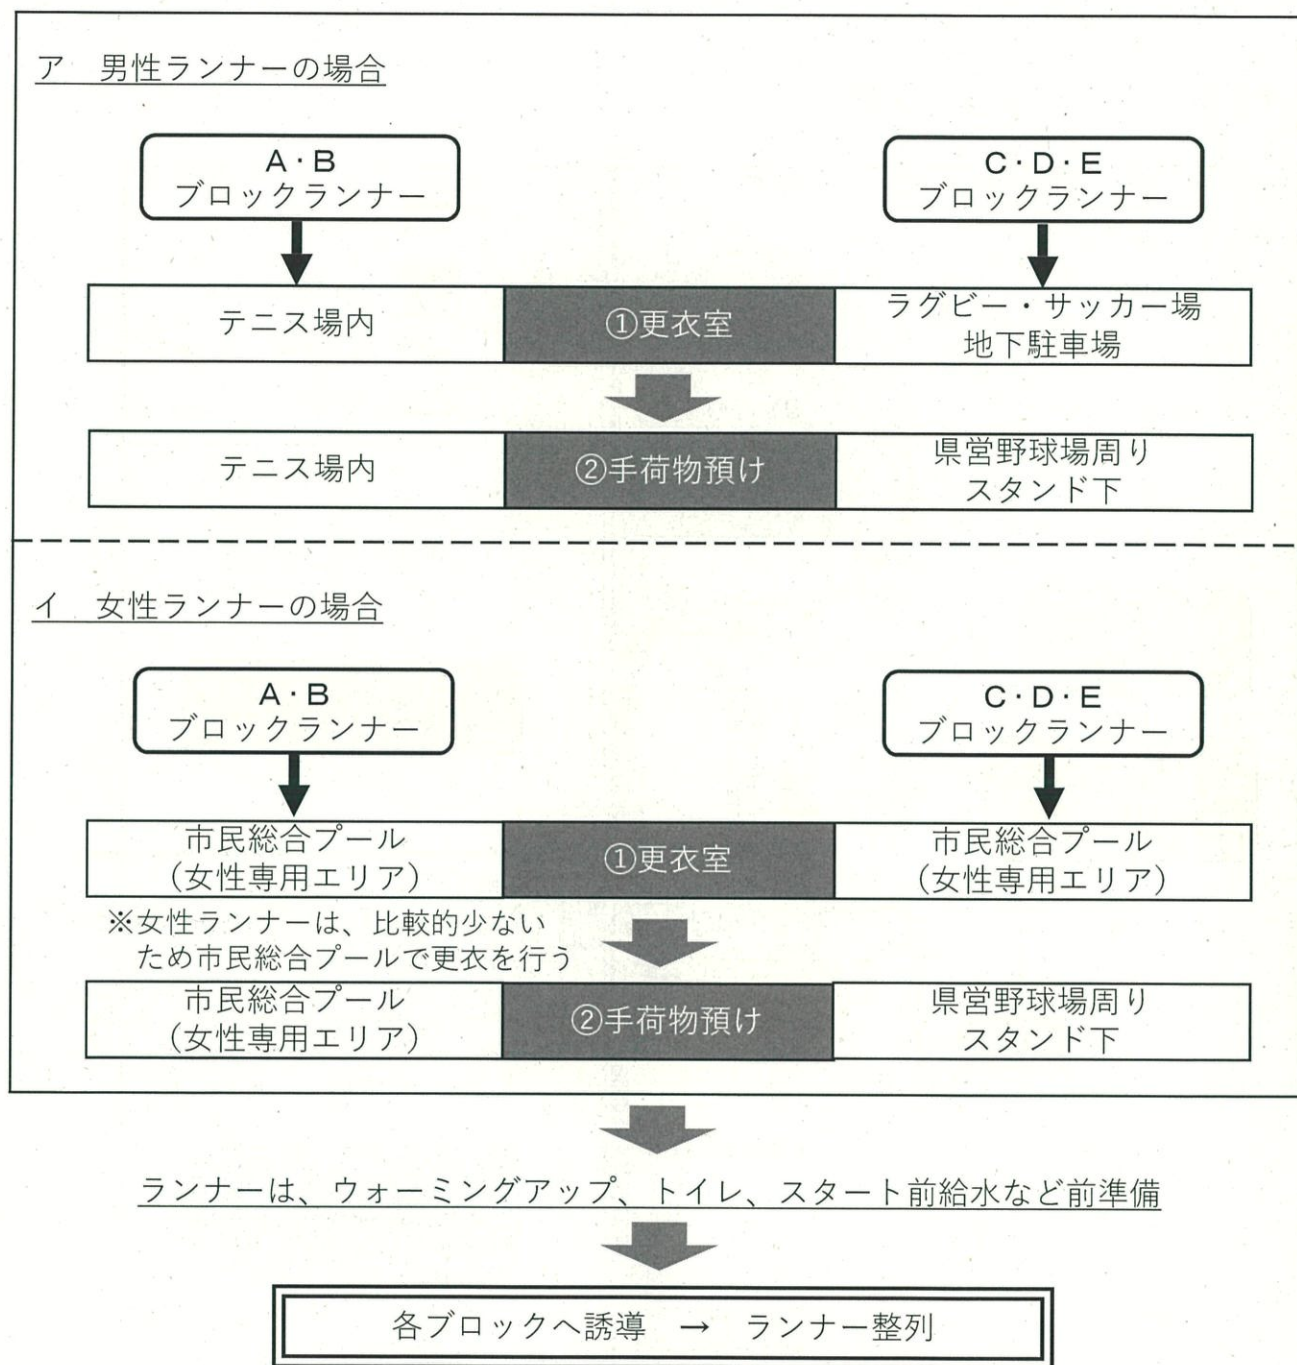 ア　男性ランナーの場合
A・B
ブロックランナー
C・D・E
ブロックランナー
テニス場内
①更衣室
ラグビー・サッカー場
地下駐車場
テニス場内
②手荷物預け
県営野球場周り
スタンド下
イ　女性ランナーの場合
A・B
ブロックランナー
C・D・E
ブロックランナー
市民総合プール
（女性専用エリア）
①更衣室
市民総合プール
（女性専用エリア）
※女性ランナーは、比較的少ない
ため市民総合プールで更衣を行う
市民総合プール
（女性専用エリア）
②手荷物預け
県営野球場周り
スタンド下
ランナーは、ウォーミングアップ、トイレ、スタート前給水など前準備
各ブロックへ誘導　→　ランナー整列